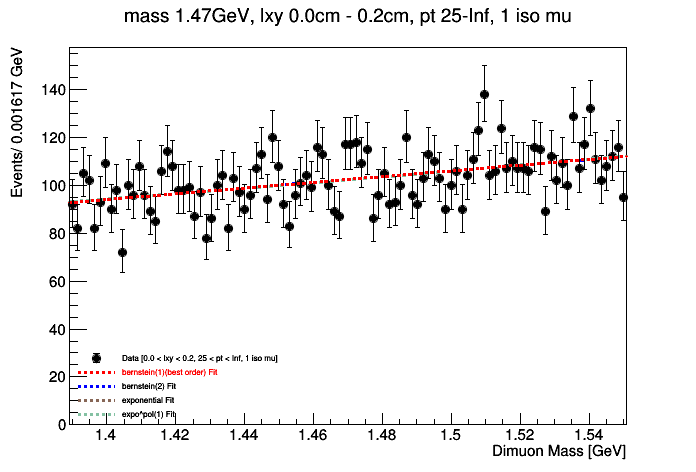 mass 1.47GeV, lxy 0.0cm - 0.2cm, pt 25-Inf, 1 iso mu
Events/ 0.001617 GeV
140
120
100
80
60
40
20
0
Data [0.0 < lxy < 0.2, 25 < pt < Inf, 1 iso mu]
bernstein(1)(best order) Fit
bernstein(2) Fit
exponential Fit
expo*pol(1) Fit
1.4 1.42 1.44 1.46 1.48 1.5 1.52 1.54
Dimuon Mass [GeV]